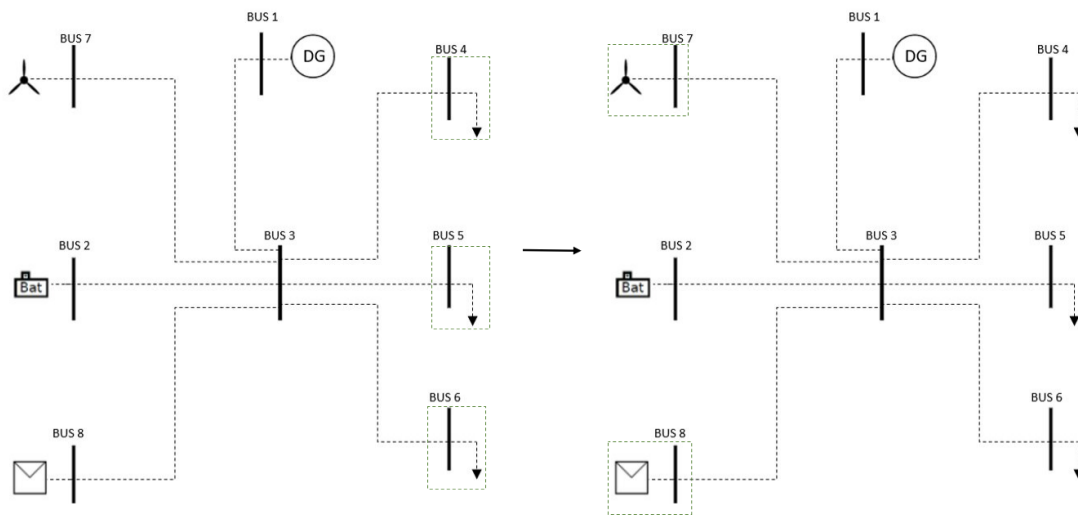 BUS 1
BUS 7
DG
BUS 4
BUS 3
BUS 2
BUS 5
Bat
BUS 6
BUS 8
BUS 1
BUS 7
DG
BUS 4
BUS 3
BUS 2
BUS 5
Bat
BUS 6
BUS 8